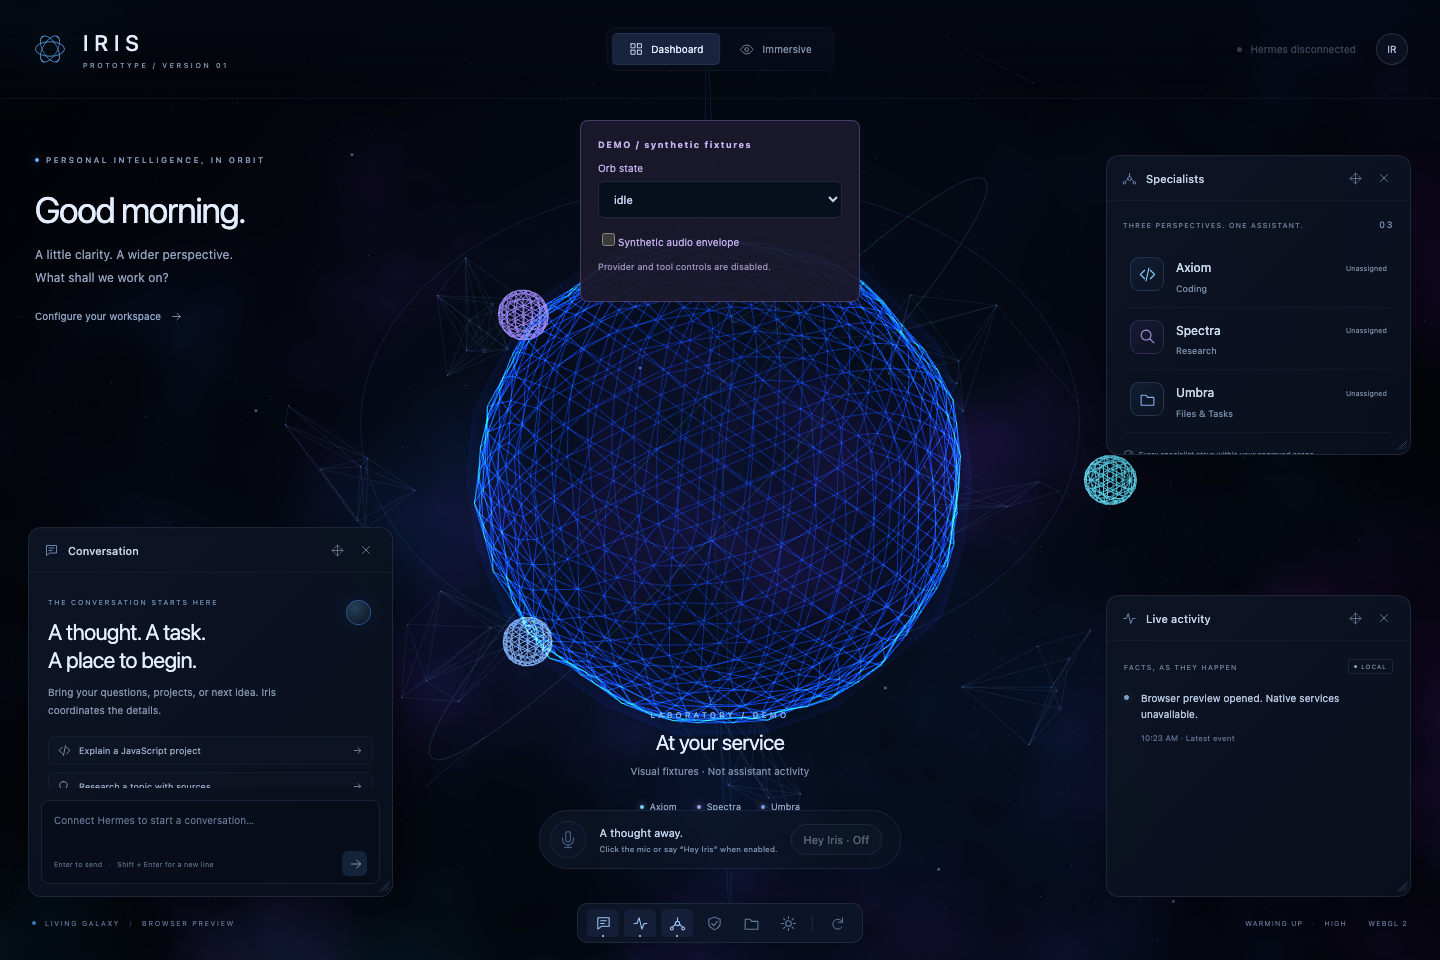 IRIS
PROTOTYPE / VERSION 01
Dashboard
Immersive
Hermes disconnected
IR
PERSONAL INTELLIGENCE, IN ORBIT
Good morning.
A little clarity. A wider perspective.
What shall we work on?
Configure your workspace
DEMO / synthetic fixtures
Orb state
idle
Synthetic audio envelope
Provider and tool controls are disabled.
Specialists
THREE PERSPECTIVES. ONE ASSISTANT.
03
Axiom
Unassigned
Coding
Spectra
Unassigned
Research
Umbra
Unassigned
Files & Tasks
Every specialist stays within your approved scope.
Conversation
THE CONVERSATION STARTS HERE
A thought. A task.
A place to begin.
Bring your questions, projects, or next idea. Iris
coordinates the details.
Explain a JavaScript project
Research a topic with sources
Connect Hermes to start a conversation...
Enter to send · Shift + Enter for a new line
LABORATORY / DEMO
At your service
Visual fixtures · Not assistant activity
Axiom
Spectra
Umbra
A thought away.
Click the mic or say “Hey Iris” when enabled.
Hey Iris · Off
Live activity
FACTS, AS THEY HAPPEN
LOCAL
Browser preview opened. Native services
unavailable.
10:23 AM · Latest event
LIVING GALAXY / BROWSER PREVIEW
WARMING UP · HIGH · WEBGL 2